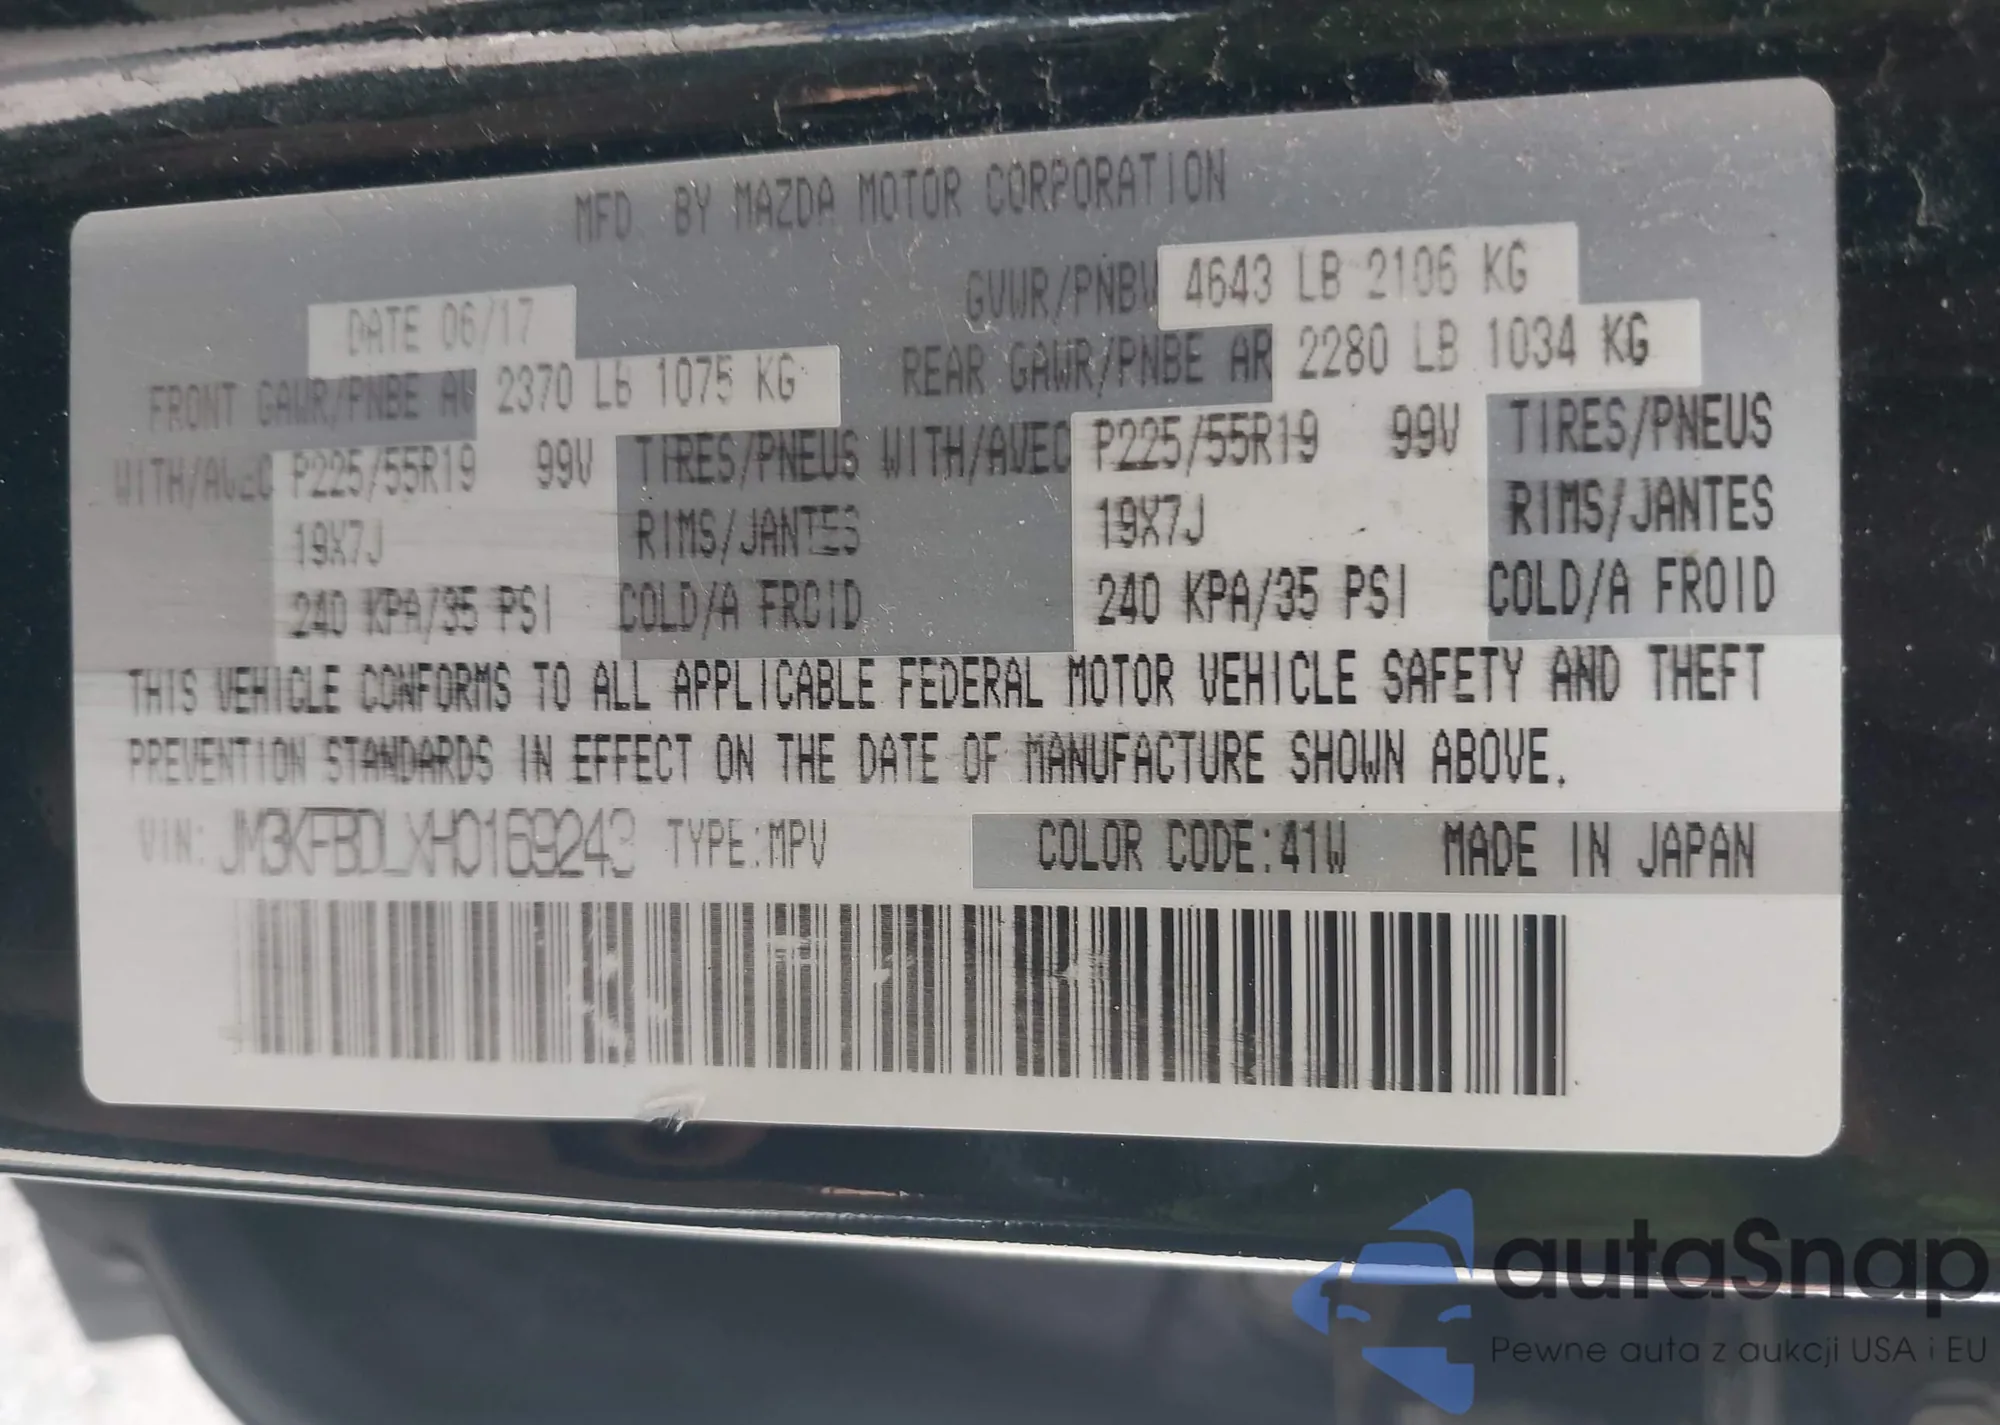 MFD. BY MAZDA MOTOR CORPORATION
GVWR/PNBV 4643 LB 2106 KG
DATE 06/17
REAR GAWR/PNBE AR 2280 LB 1034 KG
FRONT GAWR/PNBE AV 2370 LB 1075 KG
WITH/AVEC P225/55R19 99V TIRES/PNEUS WITH/AVEC P225/55R19 99V TIRES/PNEUS
19X7J RIMS/JANTES 19X7J RIMS/JANTES
240 KPA/35 PSI COLD/A FROID 240 KPA/35 PSI COLD/A FROID
THIS VEHICLE CONFORMS TO ALL APPLICABLE FEDERAL MOTOR VEHICLE SAFETY AND THEFT
PREVENTION STANDARDS IN EFFECT ON THE DATE OF MANUFACTURE SHOWN ABOVE.
VIN: JM3KFBDLXH0169243 TYPE:MPV COLOR CODE:41W MADE IN JAPAN
autaSnap
Pewne auta z aukcji USA i EU